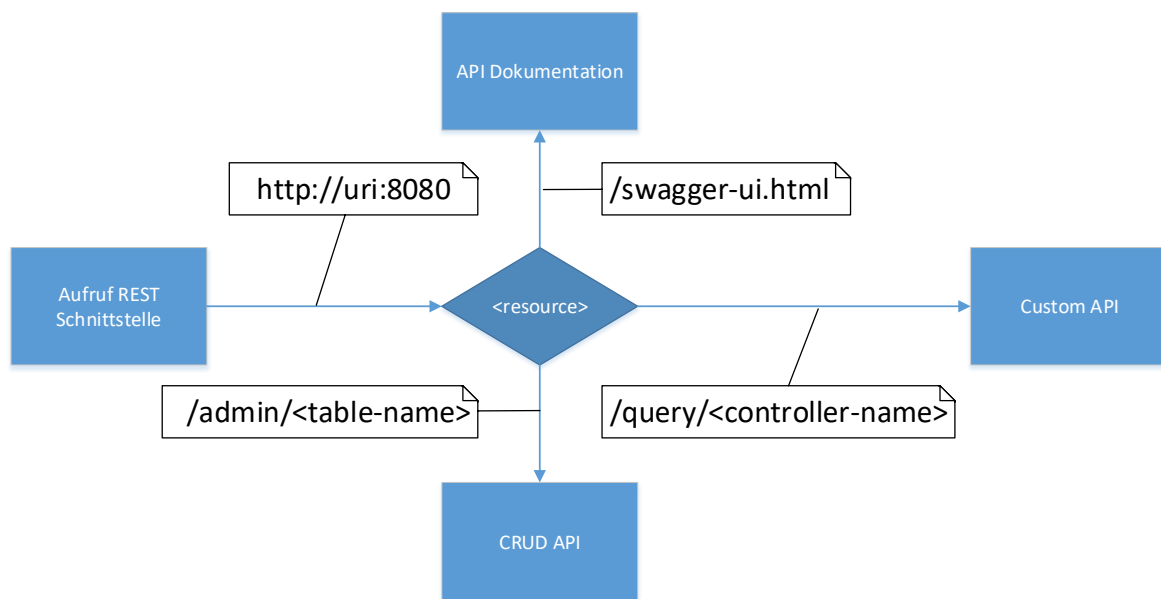 API Dokumentation
http://uri:8080
/swagger-ui.html
Aufruf REST
Schnittstelle
<resource>
Custom API
/admin/<table-name>
/query/<controller-name>
CRUD API